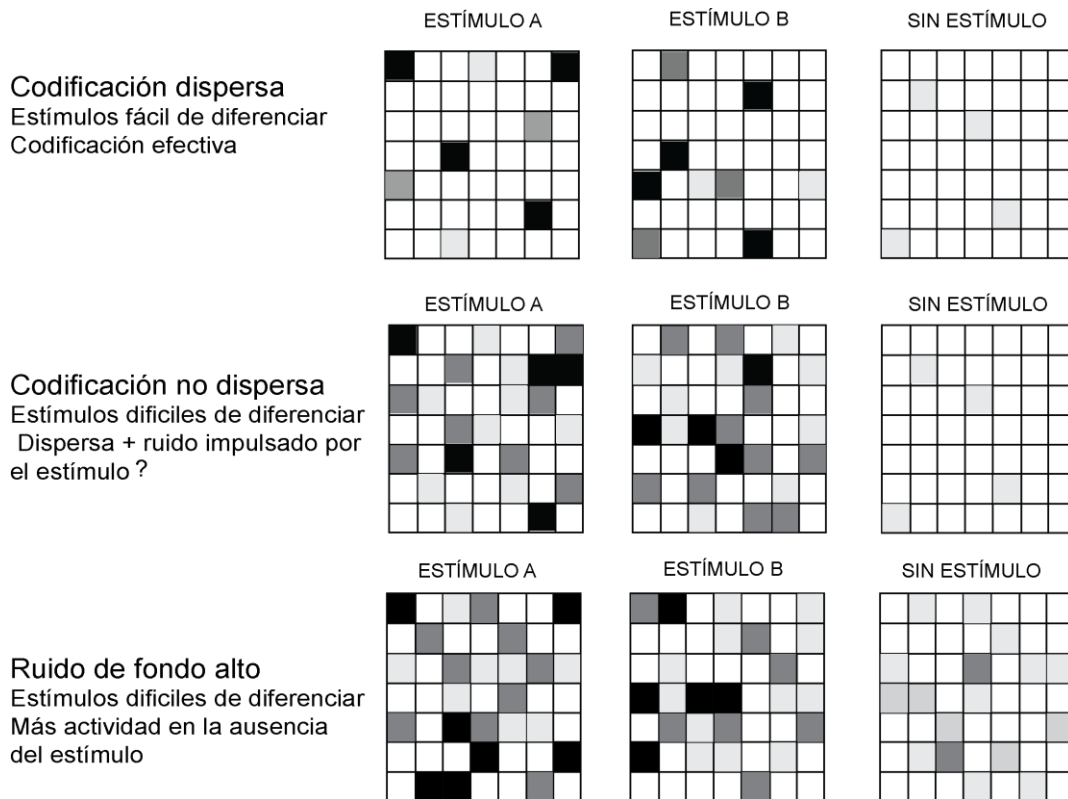 ESTÍMULO A
ESTÍMULO B
SIN ESTÍMULO
Codificación dispersa
Estímulos fácil de diferenciar
Codificación efectiva
ESTÍMULO A
ESTÍMULO B
SIN ESTÍMULO
Codificación no dispersa
Estímulos dificiles de diferenciar
Dispersa + ruido impulsado por
el estímulo ?
ESTÍMULO A
ESTÍMULO B
SIN ESTÍMULO
Ruido de fondo alto
Estímulos dificiles de diferenciar
Más actividad en la ausencia
del estímulo